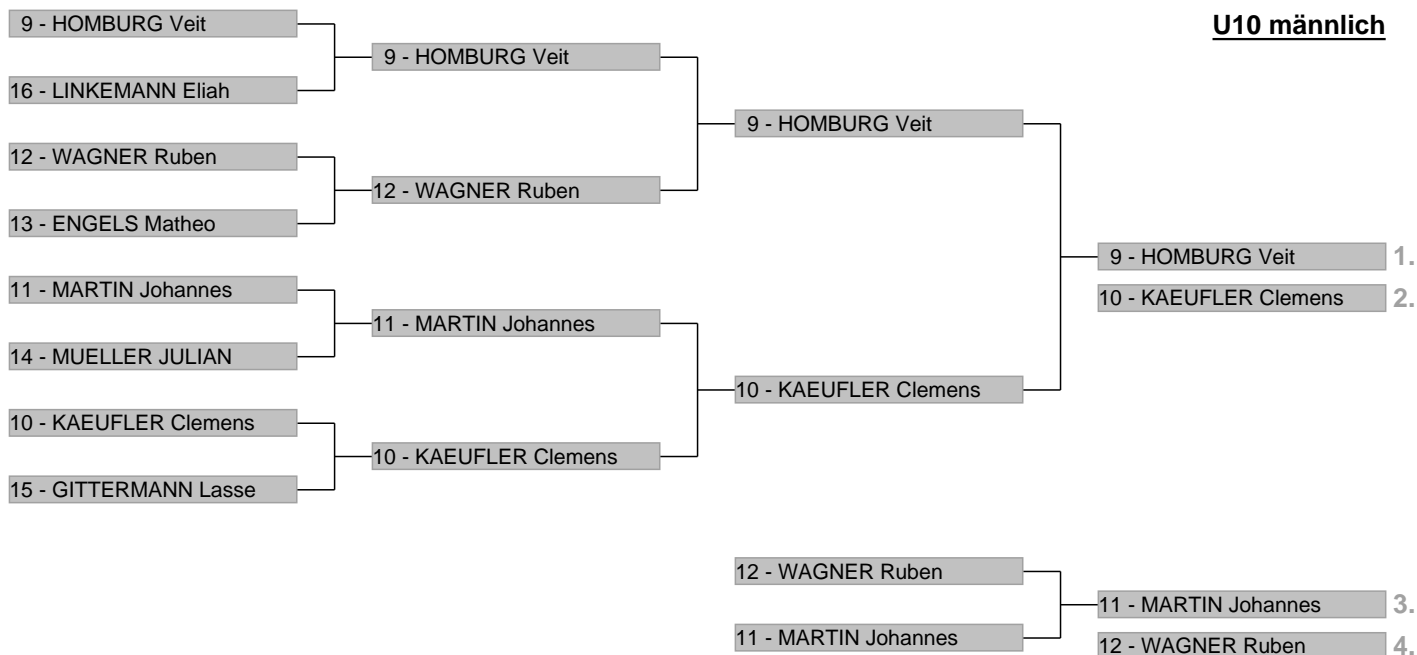 U10 männlich
9 - HOMBURG Veit
16 - LINKEMANN Eliah
12 - WAGNER Ruben
13 - ENGELS Matheo
11 - MARTIN Johannes
14 - MUELLER JULIAN
10 - KAEUFLER Clemens
15 - GITTERMANN Lasse
9 - HOMBURG Veit
12 - WAGNER Ruben
11 - MARTIN Johannes
10 - KAEUFLER Clemens
9 - HOMBURG Veit
10 - KAEUFLER Clemens
9 - HOMBURG Veit 1.
10 - KAEUFLER Clemens 2.
12 - WAGNER Ruben
11 - MARTIN Johannes
11 - MARTIN Johannes 3.
12 - WAGNER Ruben 4.